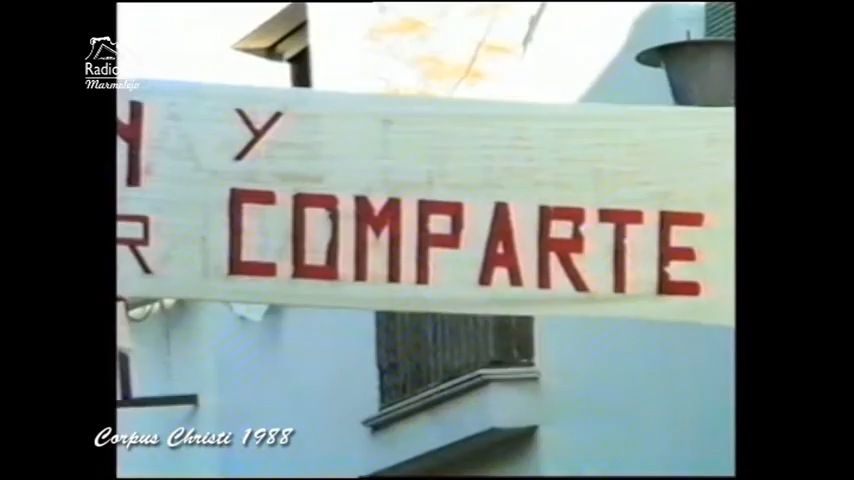 Radio
Marmolejo
Y
COMPARTE
Corpus Christi 1988